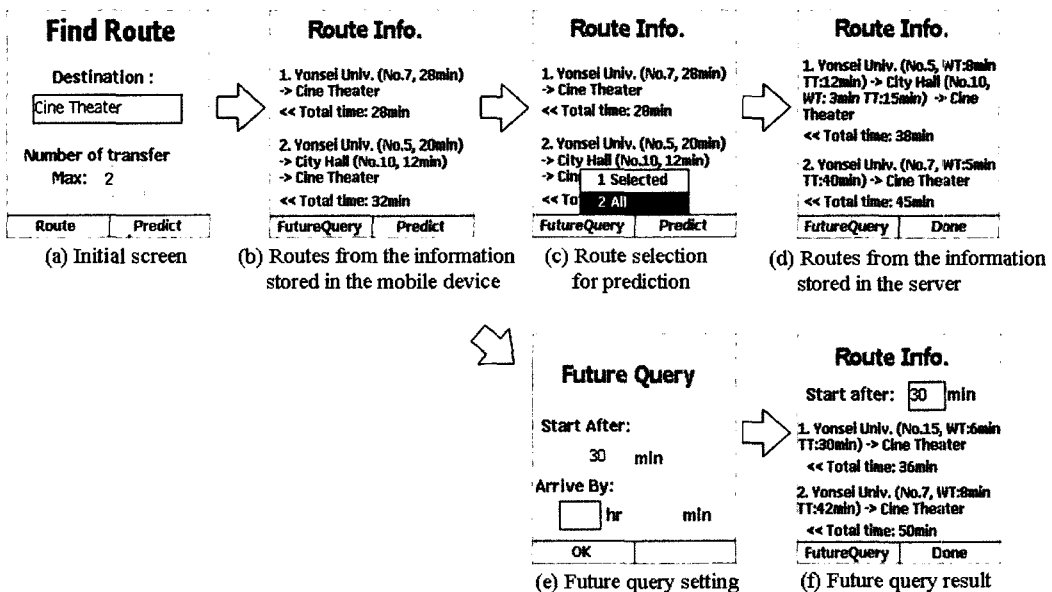 Find Route
Destination :
Cine Theater
Number of transfer
Max: 2
Route Predict
(a) Initial screen
Route Info.
1. Yonsei Univ. (No.7, 28min)
-> Cine Theater
<< Total time: 28min
2. Yonsei Univ. (No.5, 20min)
-> City Hall (No.10, 12min)
-> Cine Theater
<< Total time: 32min
FutureQuery Predict
(b) Routes from the information
stored in the mobile device
Route Info.
1. Yonsei Univ. (No.7, 28min)
-> Cine Theater
<< Total time: 28min
2. Yonsei Univ. (No.5, 20min)
-> City Hall (No.10, 12min)
-> Cin
1 Selected
<< To
2 All
FutureQuery Predict
(c) Route selection
for prediction
Route Info.
1. Yonsei Univ. (No.5, WT:8min
TT:12min) -> City Hall (No.10,
WT: 3min TT:15min) -> Cine
Theater
<< Total time: 38min
2. Yonsei Univ. (No.7, WT:5min
TT:40min) -> Cine Theater
<< Total time: 45min
FutureQuery Done
(d) Routes from the information
stored in the server
Future Query
Start After:
30 min
Arrive By:
hr min
OK
(e) Future query setting
Route Info.
Start after: 30 min
1. Yonsei Univ. (No.15, WT:6min
TT:30min) -> Cine Theater
<< Total time: 36min
2. Yonsei Univ. (No.7, WT:8min
TT:42min) -> Cine Theater
<< Total time: 50min
FutureQuery Done
(f) Future query result